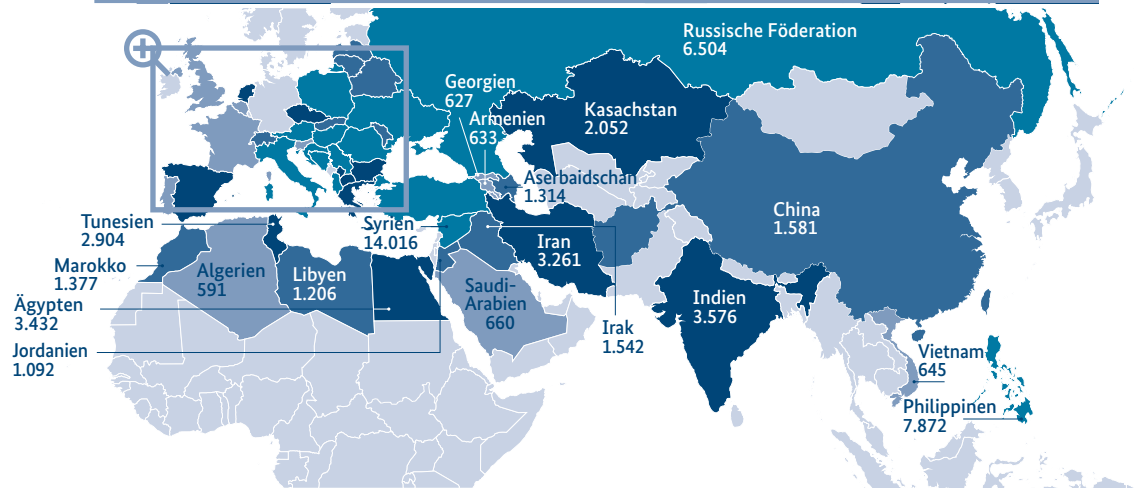 Russische Föderation
6.504
Georgien
627
Armenien
633
Kasachstan
2.052
Aserbaidschan
1.314
Tunesien
2.904
Syrien
14.016
China
1.581
Iran
3.261
Marokko
1.377
Algerien
591
Libyen
1.206
Saudi-
Arabien
660
Indien
3.576
Ägypten
3.432
Irak
1.542
Jordanien
1.092
Vietnam
645
Philippinen
7.872